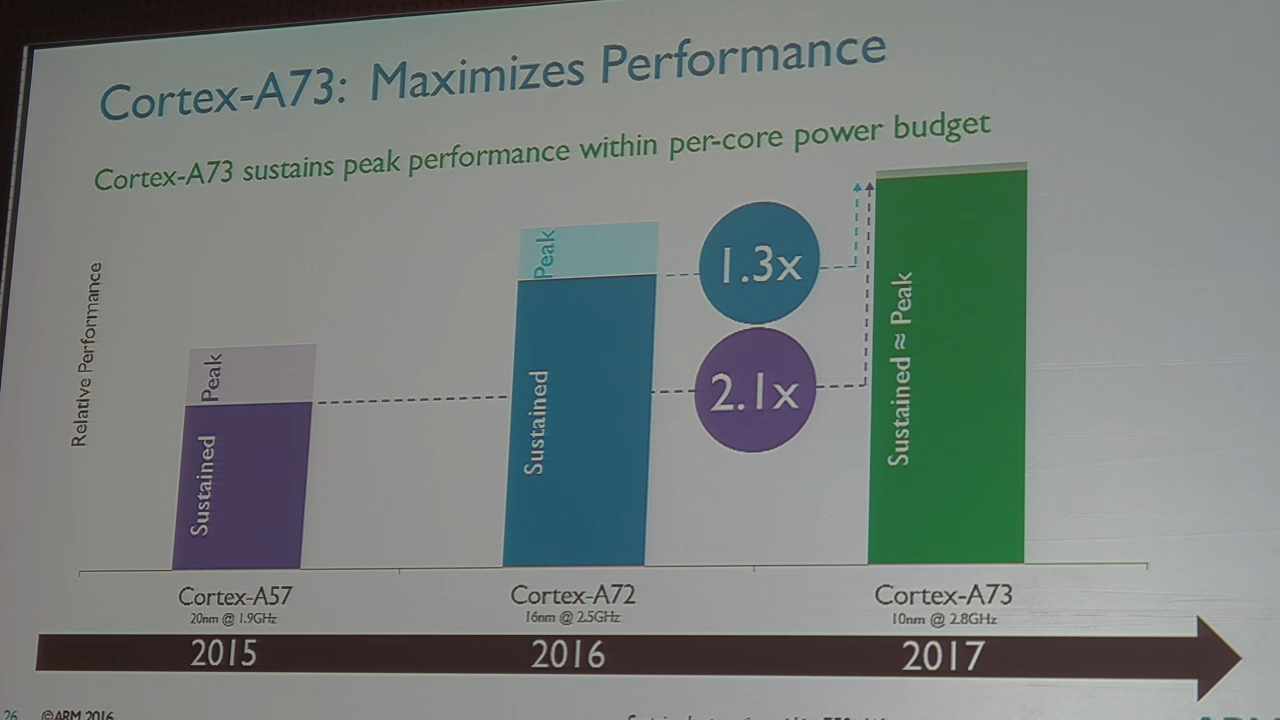 Cortex-A73: Maximizes Performance
Cortex-A73 sustains peak performance within per-core power budget
Relative Performance
Peak
Sustained
Peak
Sustained
1.3x
2.1x
Sustained ≈ Peak
Cortex-A57
20nm @ 1.9GHz
Cortex-A72
16nm @ 2.5GHz
Cortex-A73
10nm @ 2.8GHz
2015
2016
2017
26 ©ARM 2016